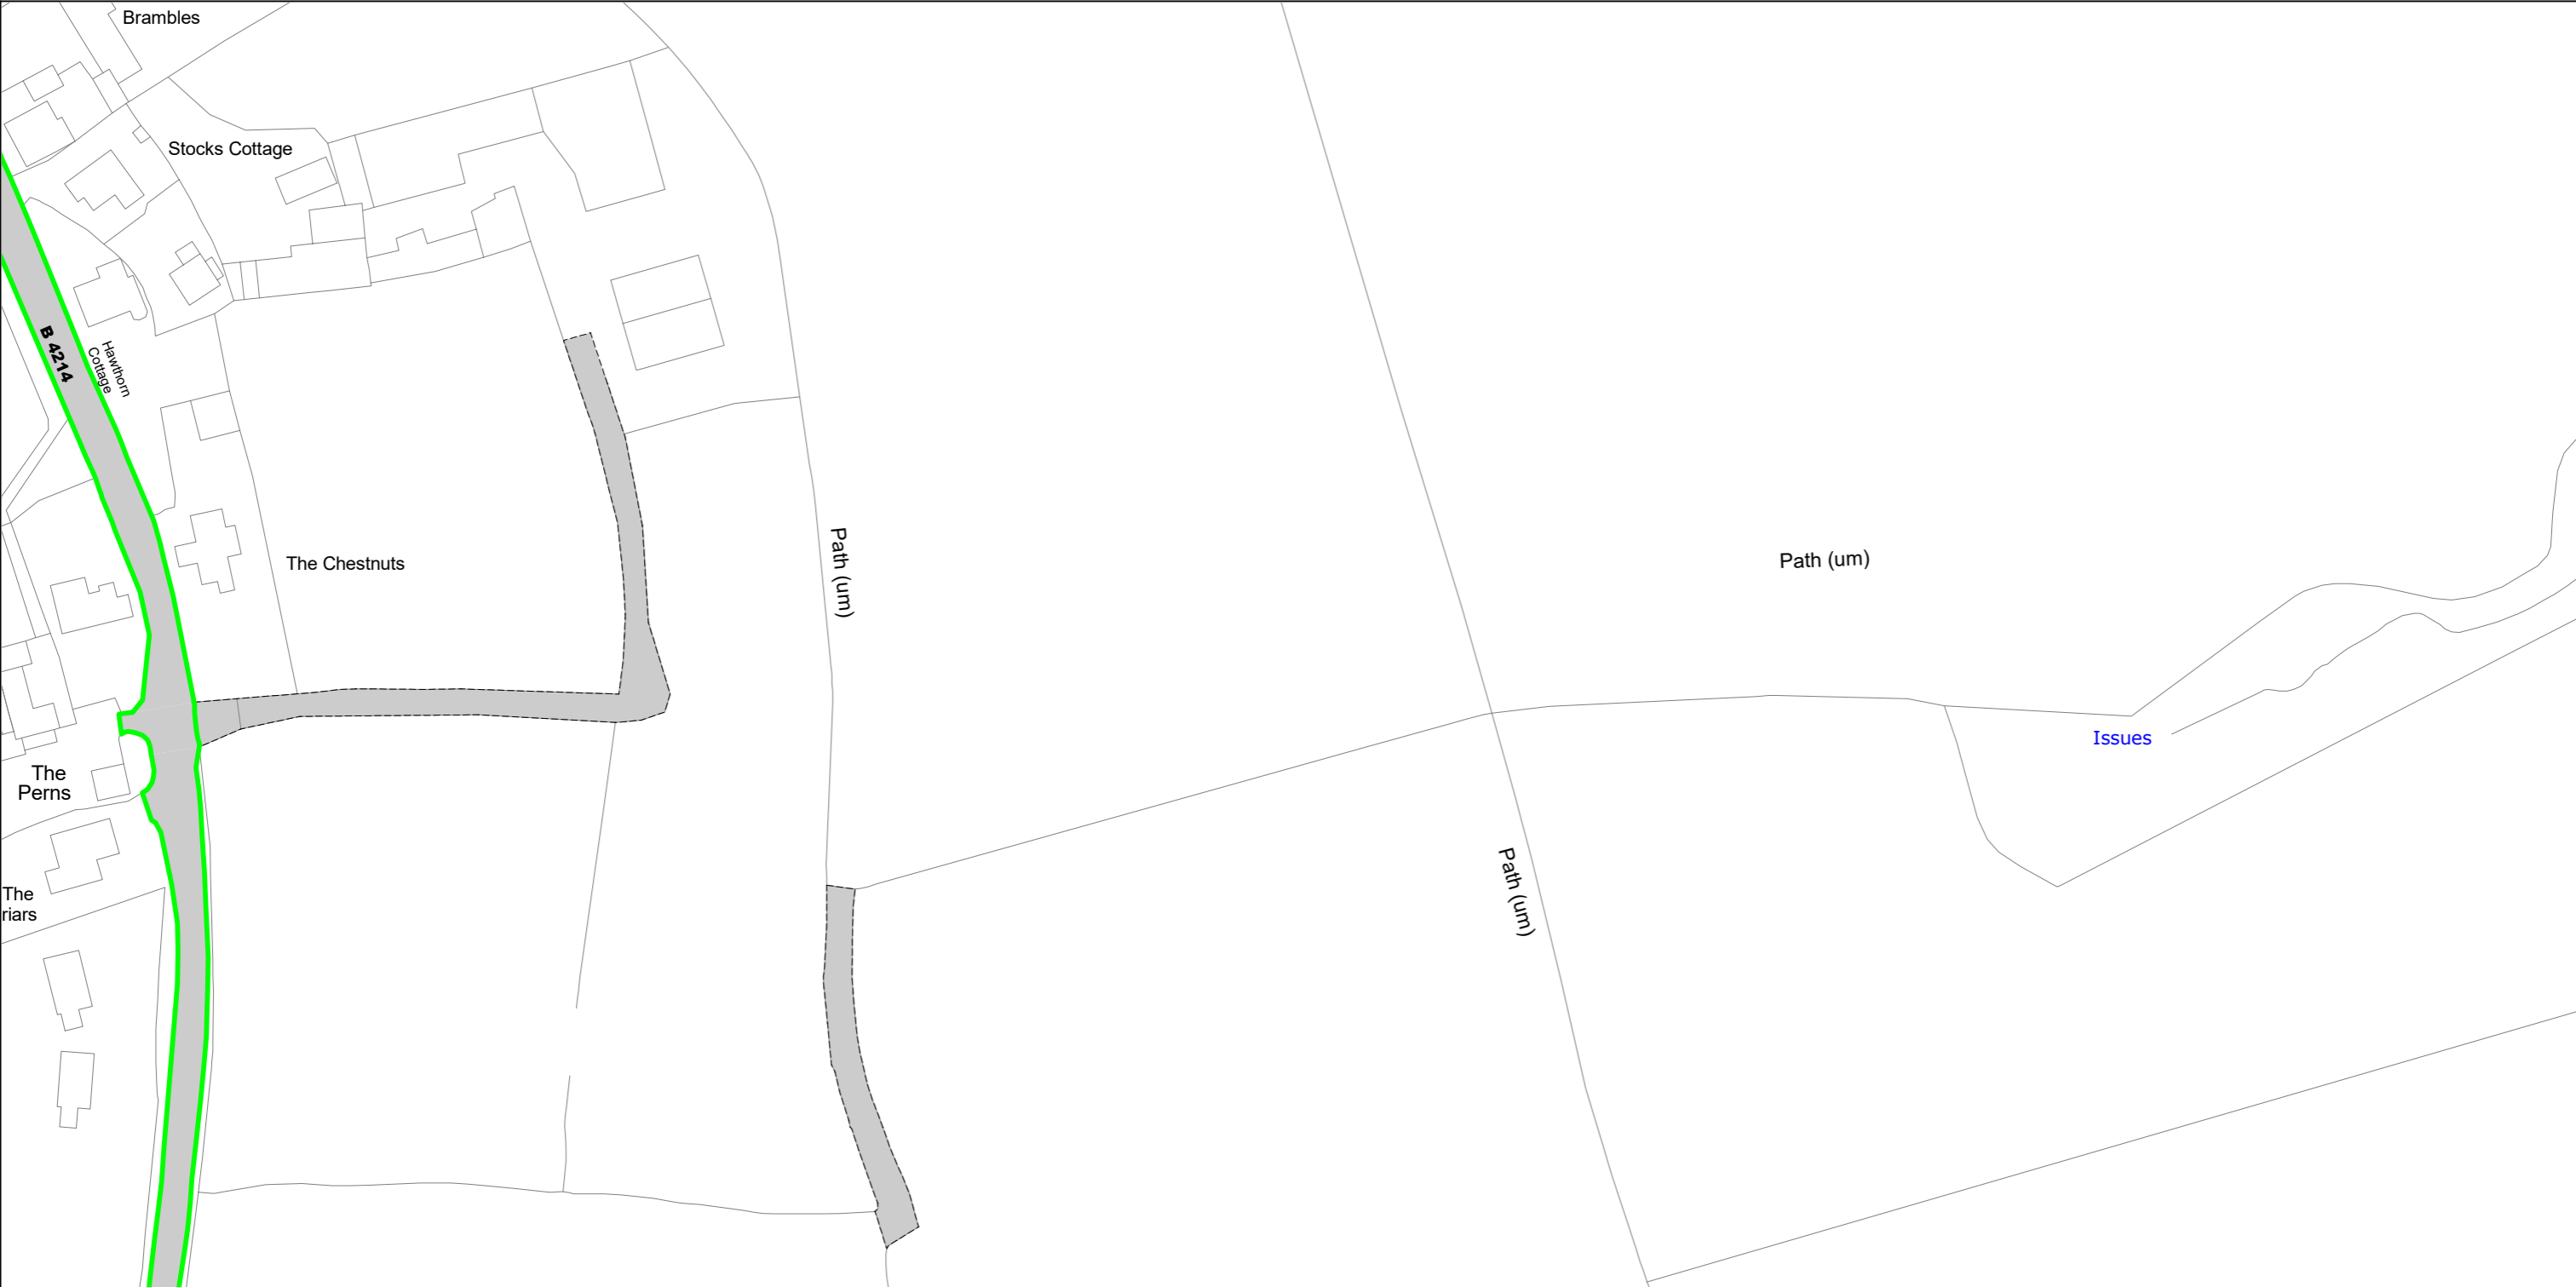 Brambles
Stocks Cottage
B 4214
Hawthorn
Cottage
The Chestnuts
Path (um)
Path (um)
Issues
The
Perns
Path (um)
The
riars